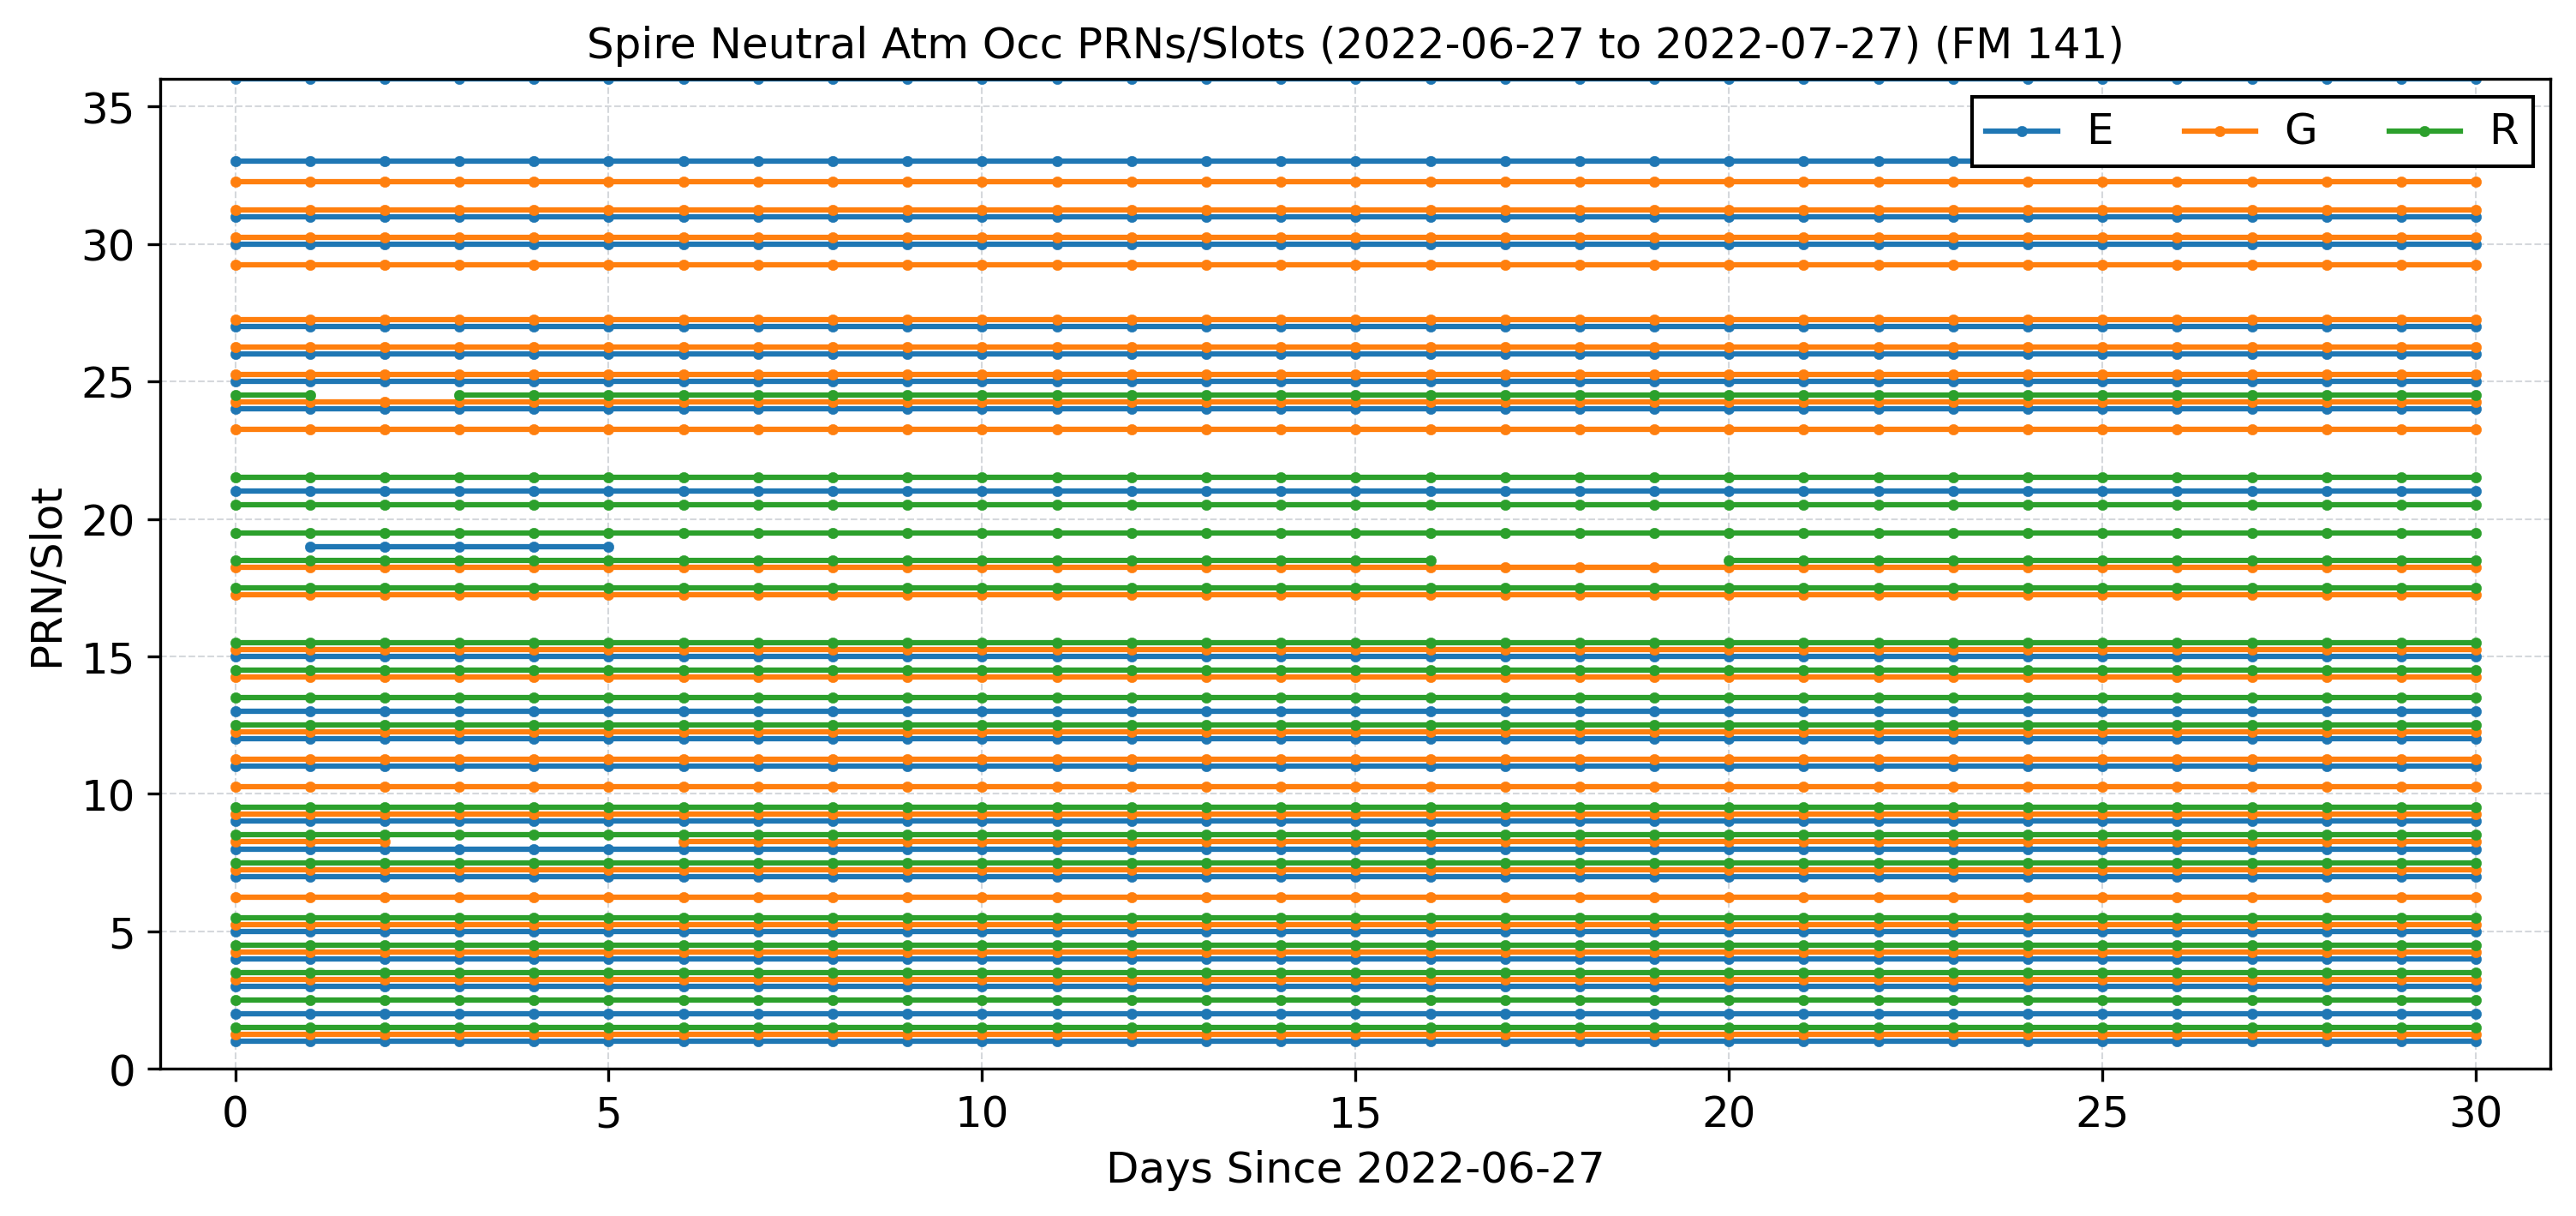 Spire Neutral Atm Occ PRNs/Slots (2022-06-27 to 2022-07-27) (FM 141)
E G R
PRN/Slot
35
30
25
20
15
10
5
0
0 5 10 15 20 25 30
Days Since 2022-06-27